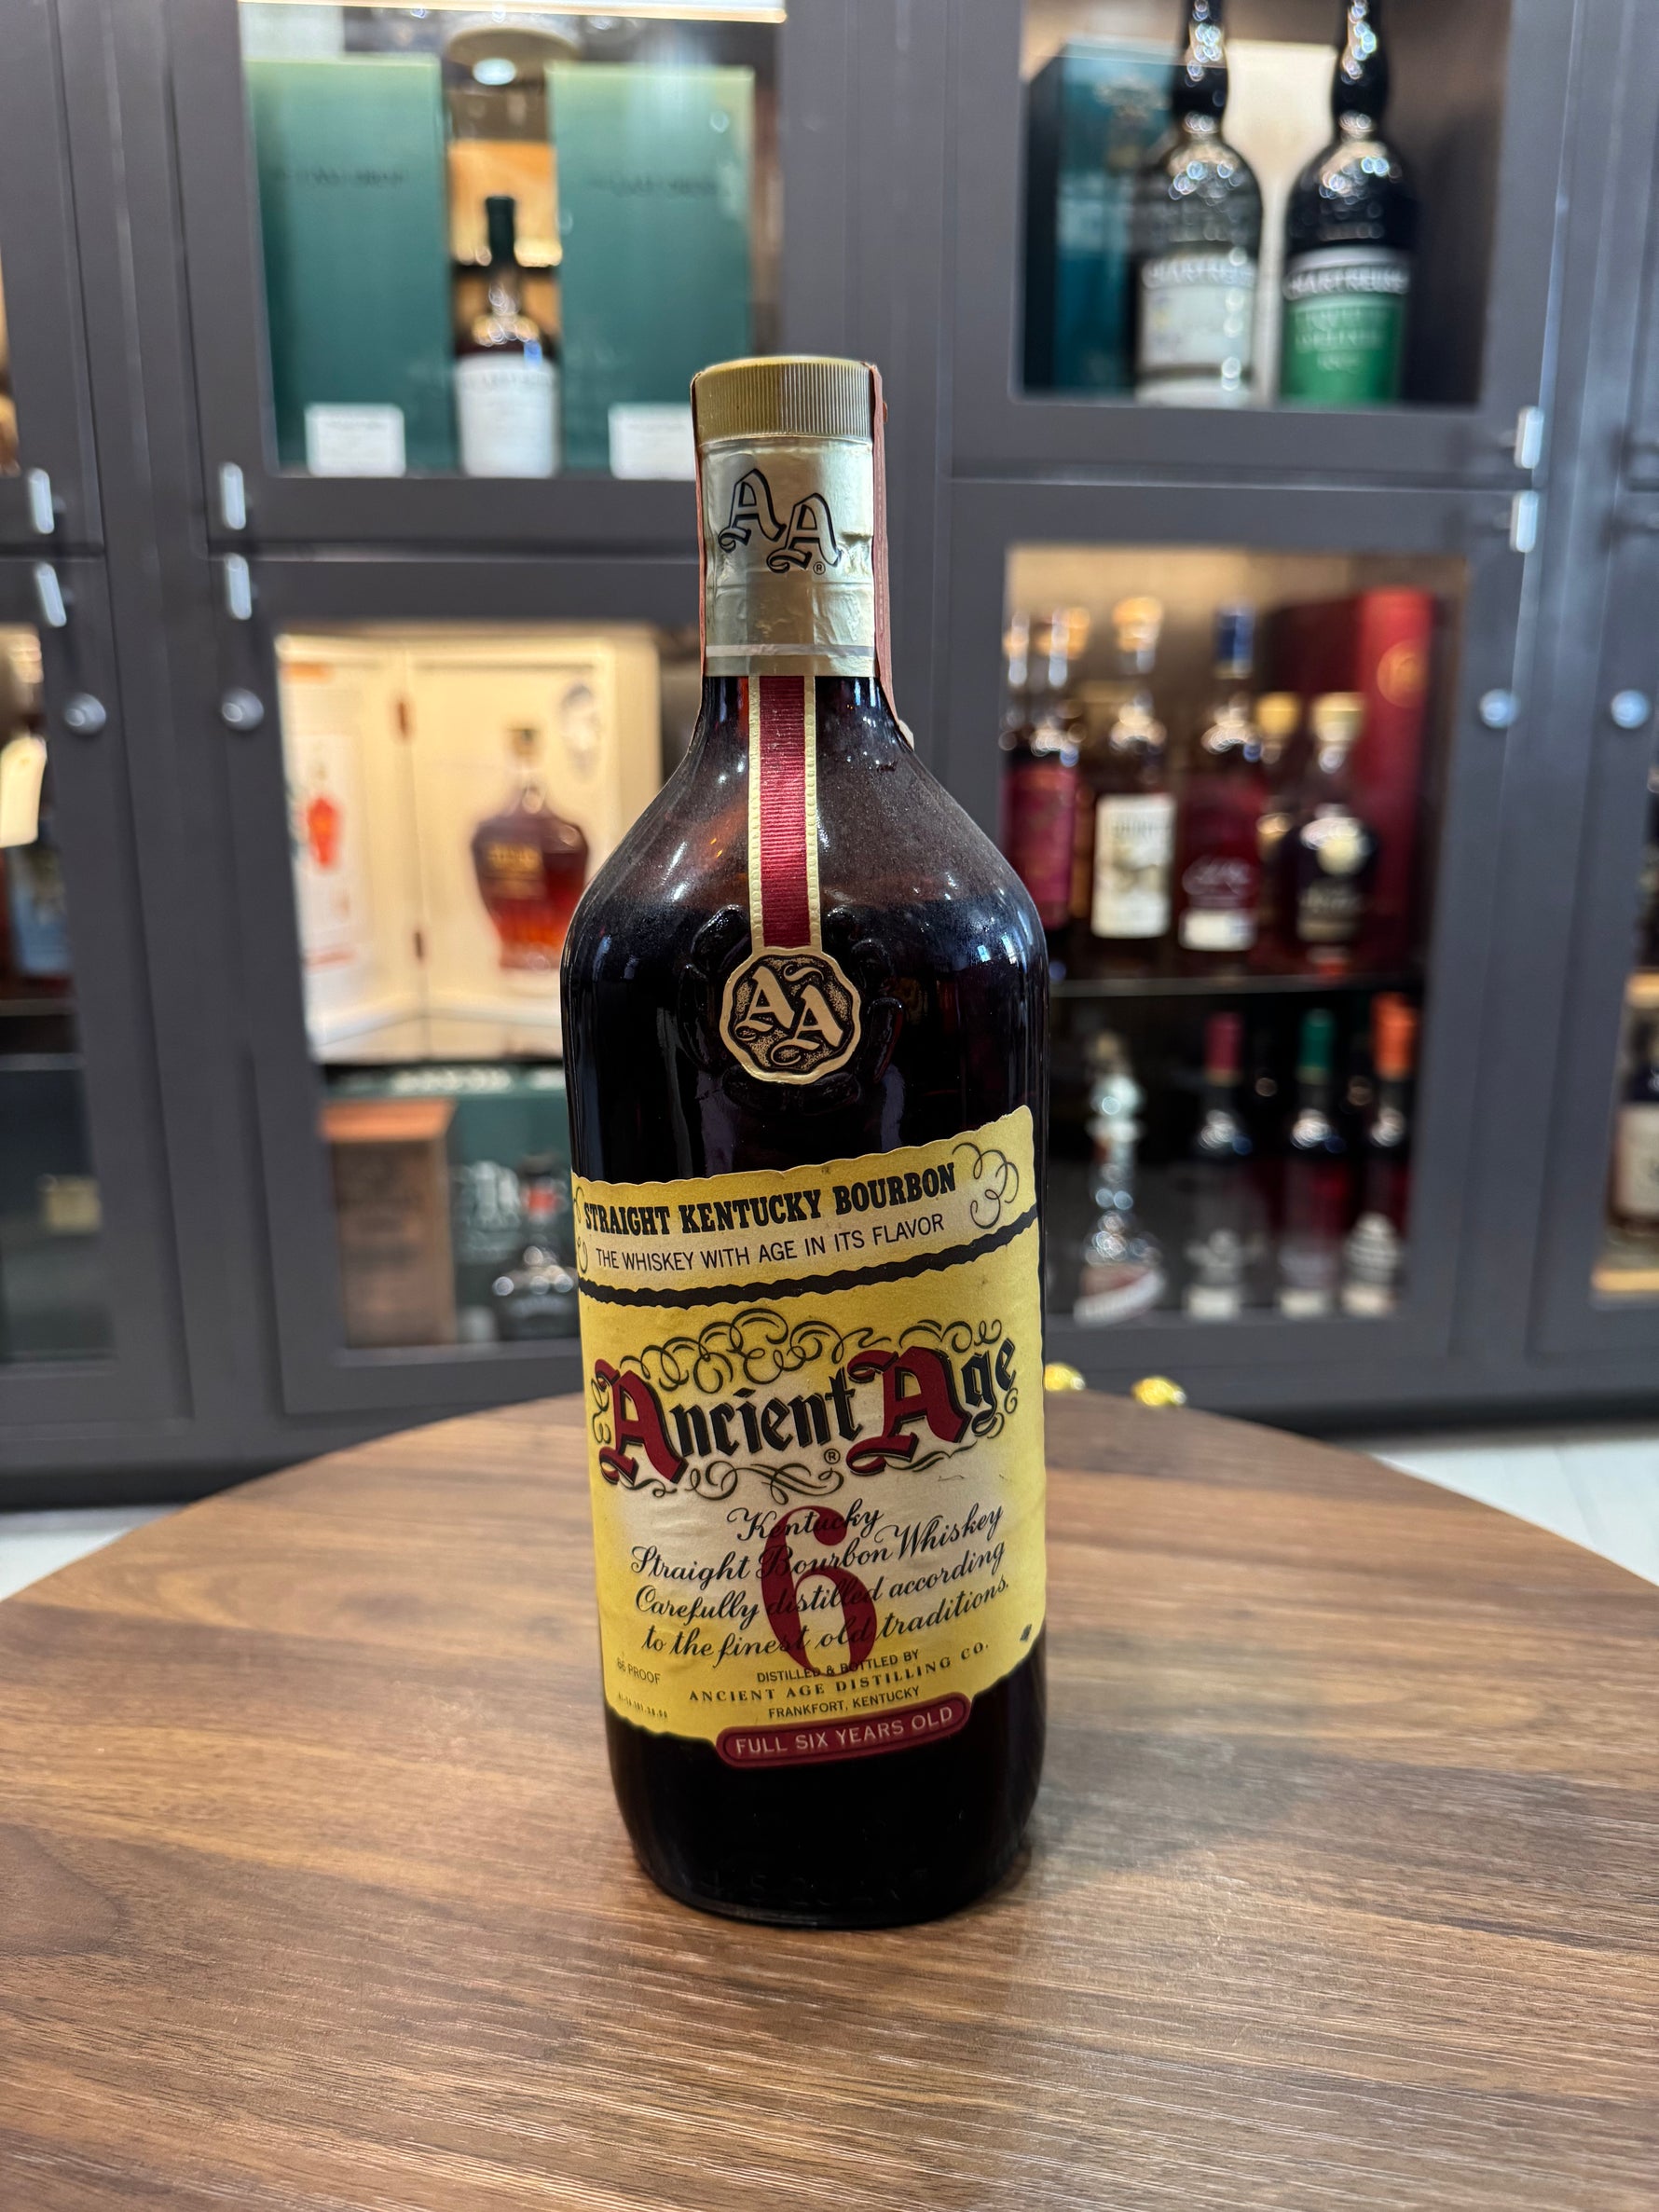 CHARTREUSE
CHARTREUSE
AA®
AA
STRAIGHT KENTUCKY BOURBON
THE WHISKEY WITH AGE IN ITS FLAVOR
Ancient Age®
6
Kentucky
Straight Bourbon Whiskey
Carefully distilled according
to the finest old traditions.
86 PROOF
DISTILLED & BOTTLED BY
ANCIENT AGE DISTILLING CO.
FRANKFORT, KENTUCKY
FULL SIX YEARS OLD